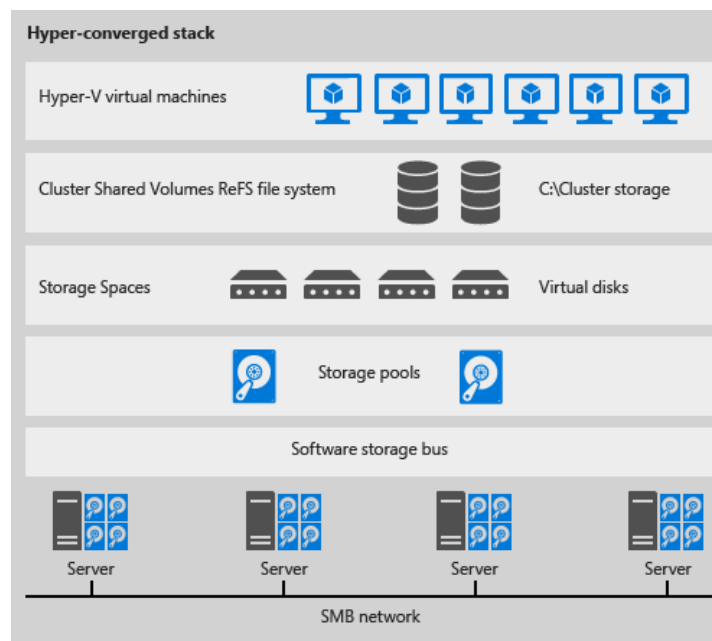 Hyper-converged stack
Hyper-V virtual machines
Cluster Shared Volumes ReFS file system
C:\Cluster storage
Storage Spaces
Virtual disks
Storage pools
Software storage bus
Server
Server
Server
Server
SMB network